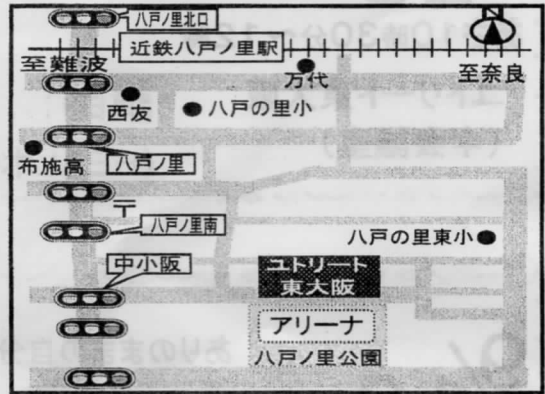 八戸ノ里北口
N
近鉄八戸ノ里駅
至難波
万代
至奈良
西友
八戸の里小
布施高
八戸ノ里
〒
八戸ノ里南
八戸の里東小
中小阪
ユトリート
東大阪
アリーナ
八戸ノ里公園